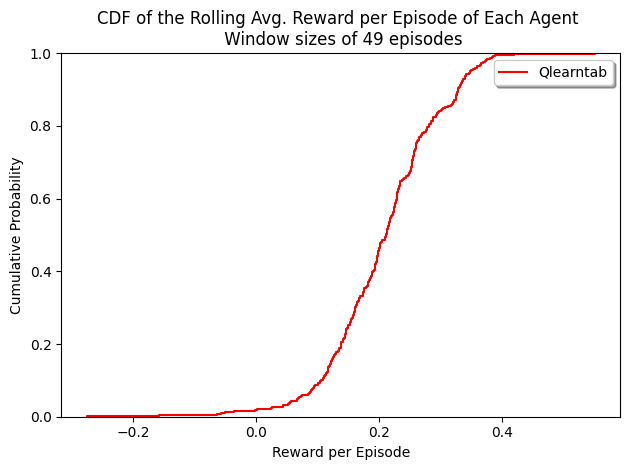 CDF of the Rolling Avg. Reward per Episode of Each Agent
Window sizes of 49 episodes
Qlearntab
Cumulative Probability
1.0
0.8
0.6
0.4
0.2
0.0
−0.2 0.0 0.2 0.4
Reward per Episode